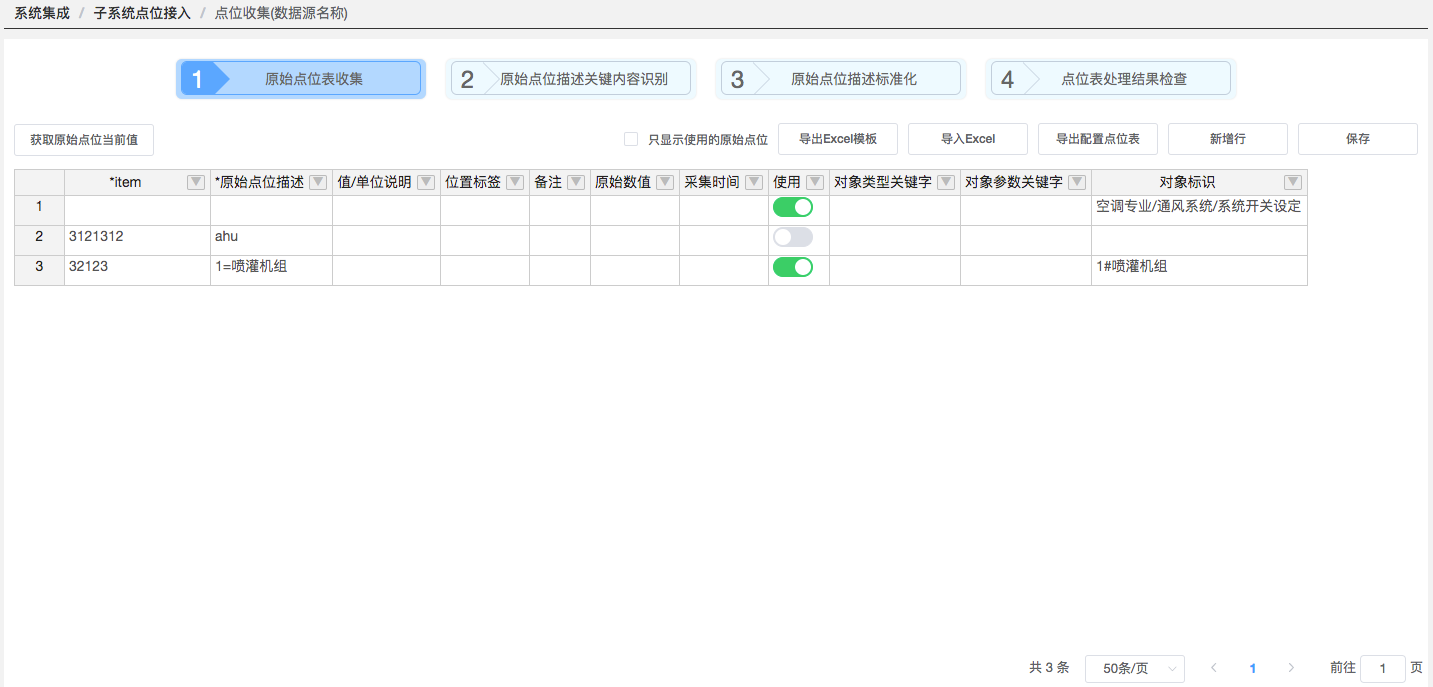 系统集成 / 子系统点位接入 / 点位收集(数据源名称)
1 原始点位表收集 2 原始点位描述关键内容识别 3 原始点位描述标准化 4 点位表处理结果检查
获取原始点位当前值 只显示使用的原始点位 导出Excel模板 导入Excel 导出配置点位表 新增行 保存
*item *原始点位描述 值/单位说明 位置标签 备注 原始数值 采集时间 使用 对象类型关键字 对象参数关键字 对象标识
1 空调专业/通风系统/系统开关设定
2 3121312 ahu
3 32123 1=喷灌机组 1#喷灌机组
共 3 条 50条/页 1 前往 1 页